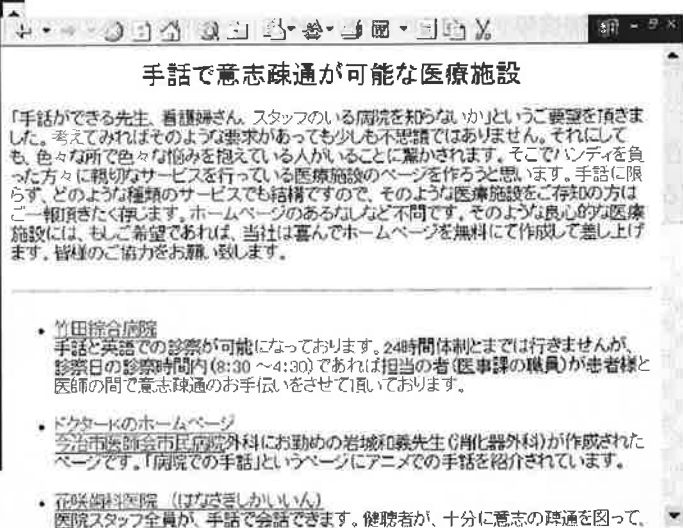 手話で意志疎通が可能な医療施設
「手話ができる先生、看護婦さん、スタッフのいる病院を知らないか」というご要望を頂きま
した。考えてみればそのような要求があっても少しも不思議ではありません。それにして
も、色々な所で色々な悩みを抱えている人がいることに驚かされます。そこでハンディを負
った方々に親切なサービスを行っている医療施設のページを作ろうと思います。手話に限
らず、どのような種類のサービスでも結構ですので、そのような医療施設をご存知の方は
ご一報頂きたく存じます。ホームページのあるなしなど不問です。そのような良心的な医療
施設には、もしご希望であれば、当社は喜んでホームページを無料にて作成して差し上げ
ます。皆様のご協力をお願い致します。
・竹田綜合病院
手話と英語での診察が可能になっております。24時間体制とまでは行きませんが、
診察日の診察時間内(8:30 ～4:30)であれば担当の者(医事課の職員)が患者様と
医師の間で意志疎通のお手伝いをさせて頂いております。
・ドクターKのホームページ
今治市医師会市民病院外科にお勤めの岩城和義先生(消化器外科)が作成された
ページです。「病院での手話」というページにアニメでの手話を紹介されています。
・花咲歯科医院 (はなさきしかいいん)
医院スタッフ全員が、手話で会話できます。健聴者が、十分に意志の疎通を図って、